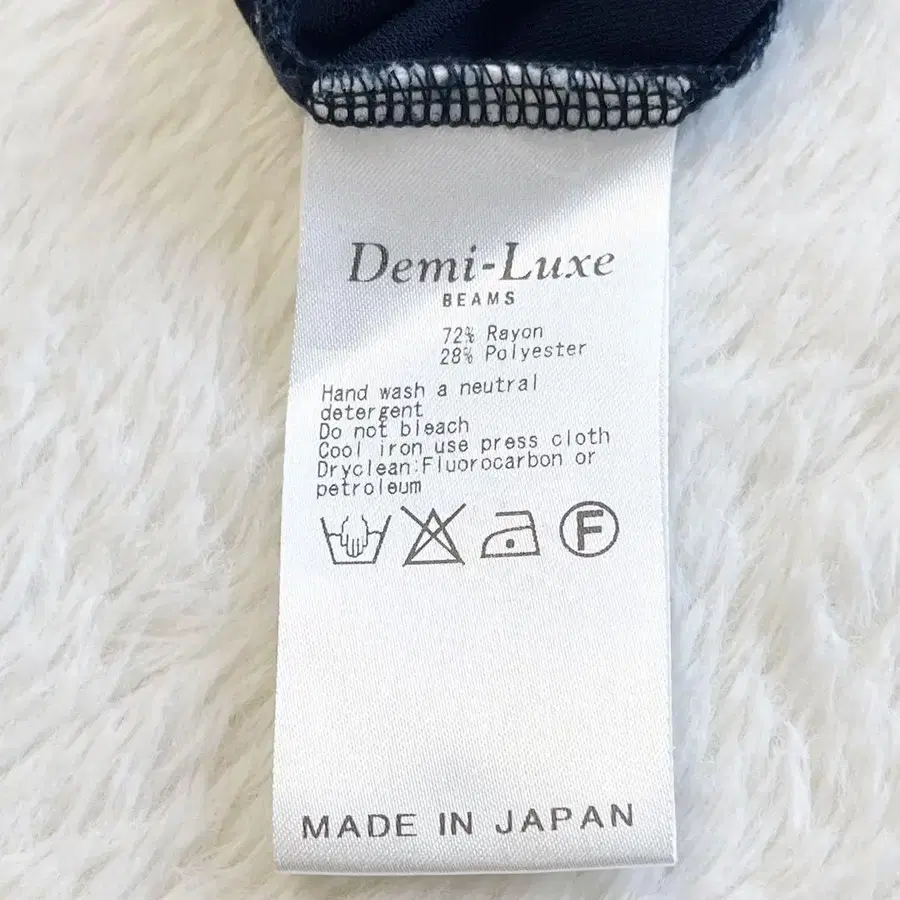 Demi-Luxe
BEAMS
72% Rayon
28% Polyester
Hand wash a neutral
detergent
Do not bleach
Cool iron use press cloth
Dryclean:Fluorocarbon or
petroleum
F
MADE IN JAPAN